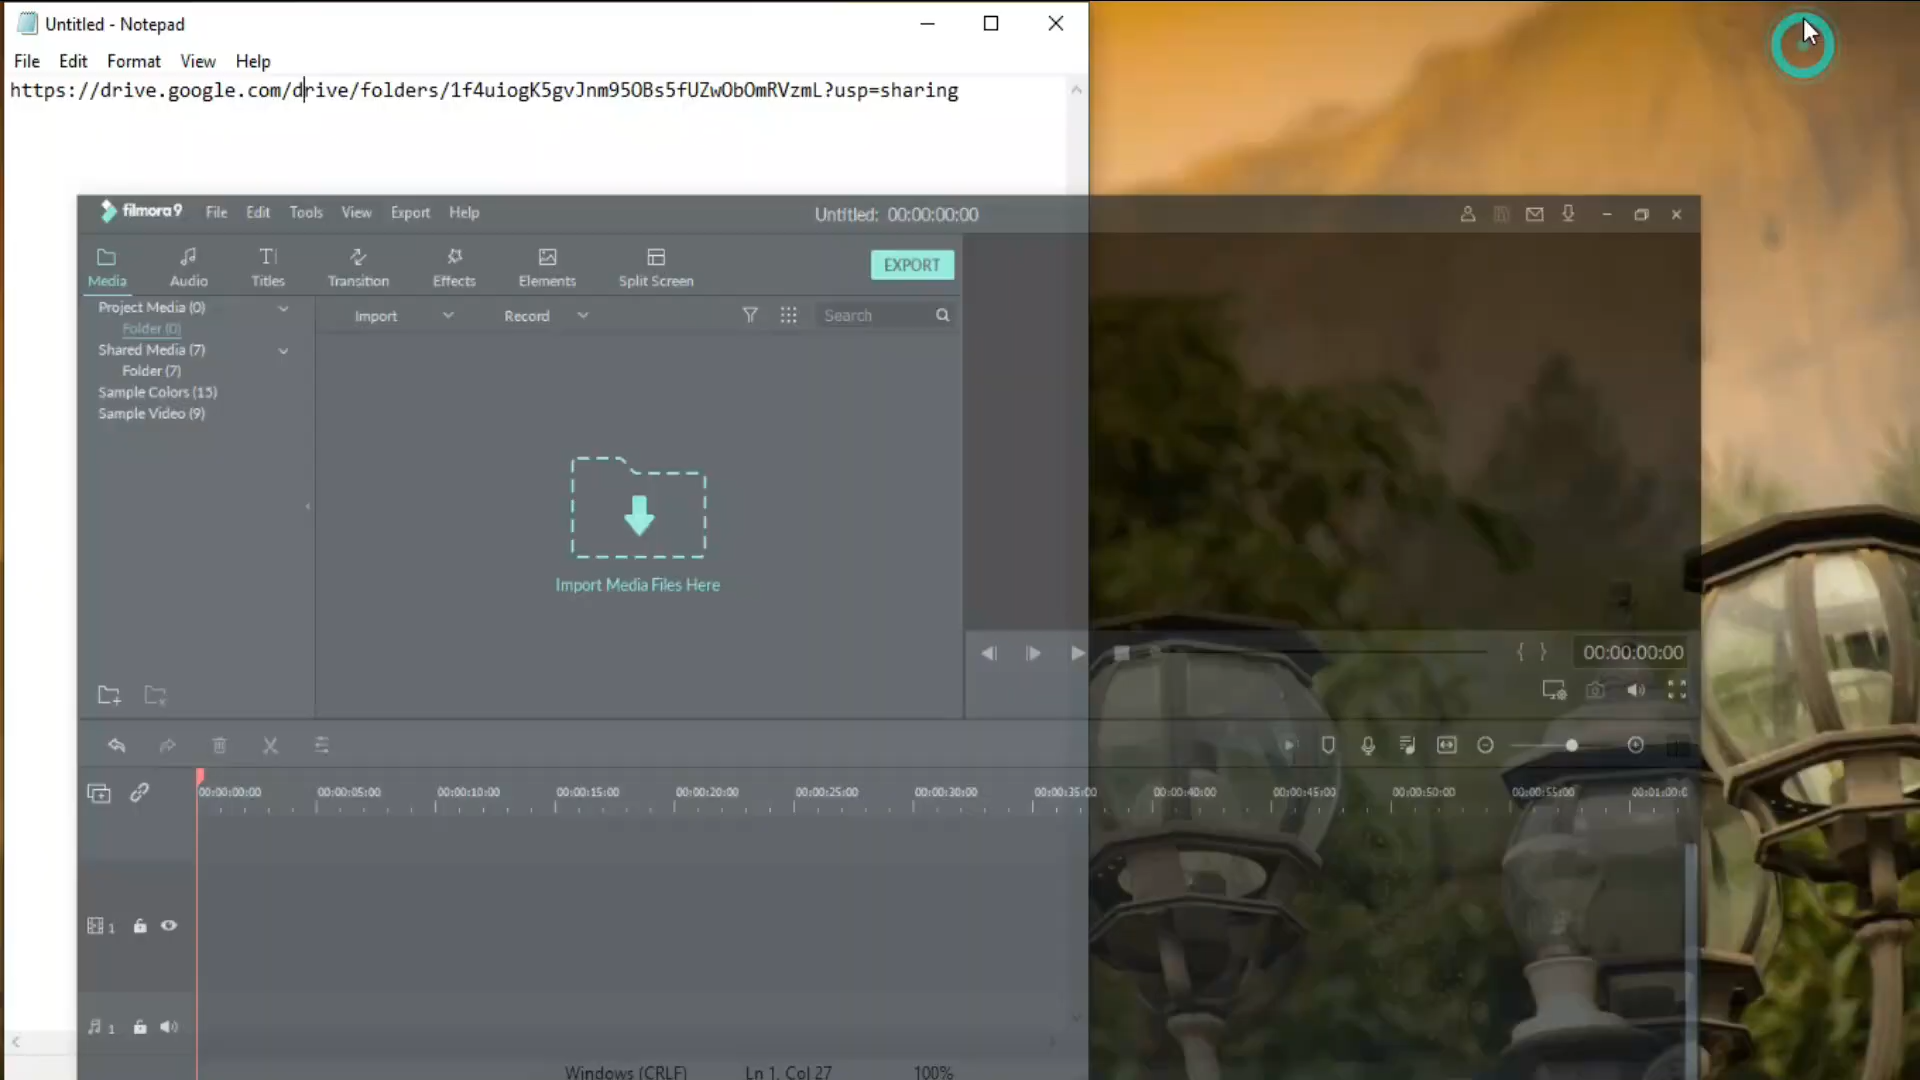 Untitled - Notepad
File Edit Format View Help
https://drive.google.com/drive/folders/1f4uiogK5gvJnm95OBs5fUZwObOmRVzmL?usp=sharing
filmora9 File Edit Tools View Export Help Untitled: 00:00:00:00
Media Audio Titles Transition Effects Elements Split Screen EXPORT
Project Media (0) Import Record Search
Folder (0)
Shared Media (7)
Folder (7)
Sample Colors (15)
Sample Video (9)
Import Media Files Here
00:00:00:00
00:00:00:00 00:00:05:00 00:00:10:00 00:00:15:00 00:00:20:00 00:00:25:00 00:00:30:00 00:00:35:00 00:00:40:00 00:00:45:00 00:00:50:00 00:00:55:00 00:01:00:0
1
1
Windows (CRLF) Ln 1, Col 27 100%